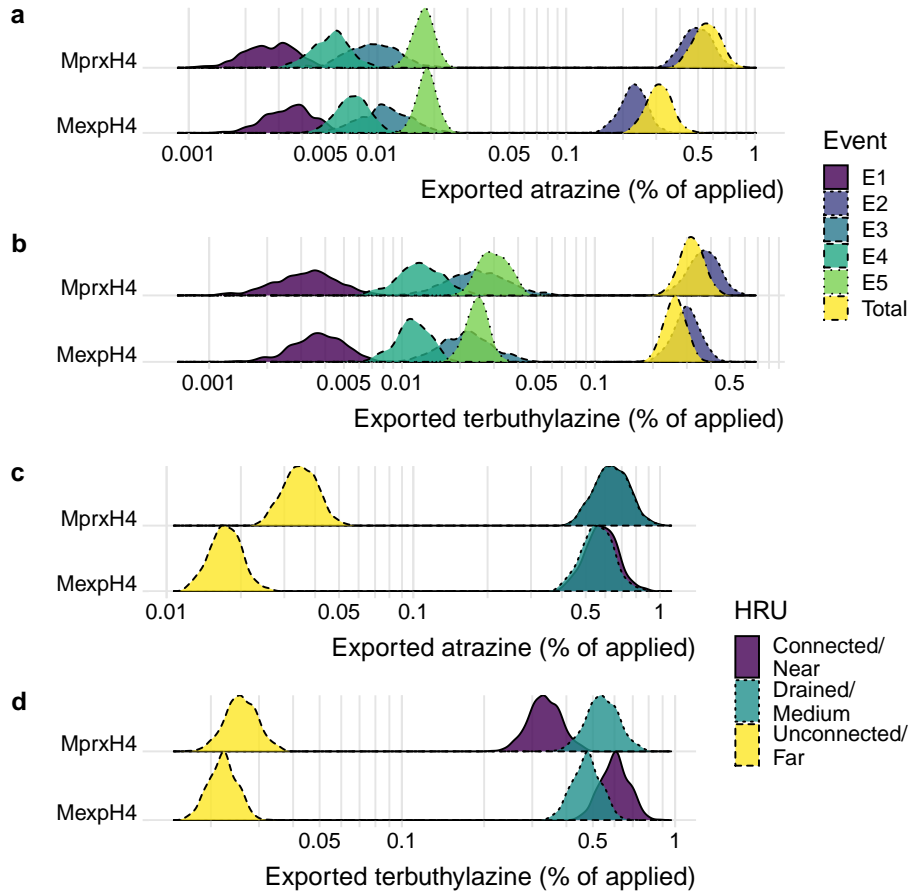 a
MprxH4
MexpH4
0.001 0.005 0.01 0.05 0.1 0.5 1
Exported atrazine (% of applied)
Event
E1
E2
E3
E4
E5
Total
b
MprxH4
MexpH4
0.001 0.005 0.01 0.05 0.1 0.5
Exported terbuthylazine (% of applied)
c
MprxH4
MexpH4
0.01 0.05 0.1 0.5 1
Exported atrazine (% of applied)
HRU
Connected/
Near
Drained/
Medium
Unconnected/
Far
d
MprxH4
MexpH4
0.05 0.1 0.5 1
Exported terbuthylazine (% of applied)